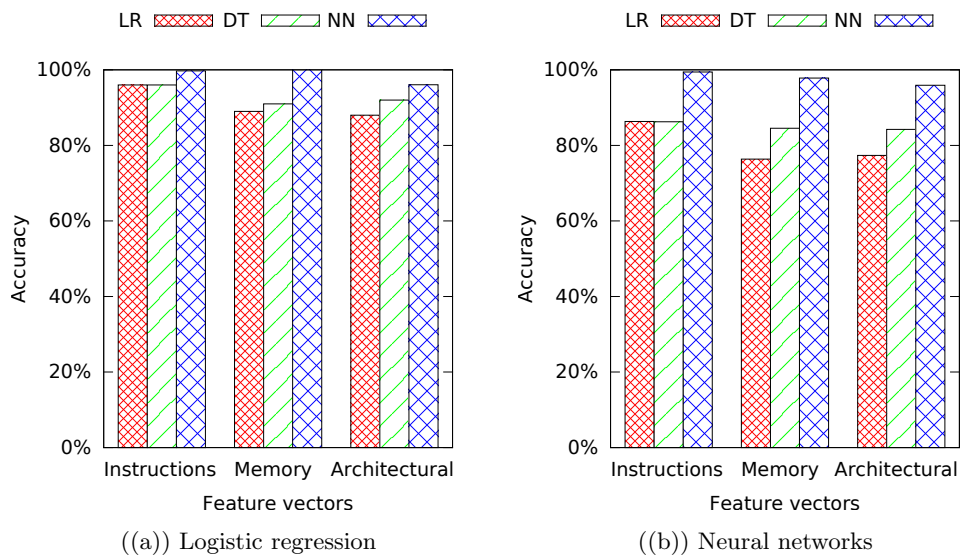 LR DT NN
100%
80%
60%
40%
20%
0%
Accuracy
Instructions Memory Architectural
Feature vectors
((a)) Logistic regression
LR DT NN
100%
80%
60%
40%
20%
0%
Accuracy
Instructions Memory Architectural
Feature vectors
((b)) Neural networks